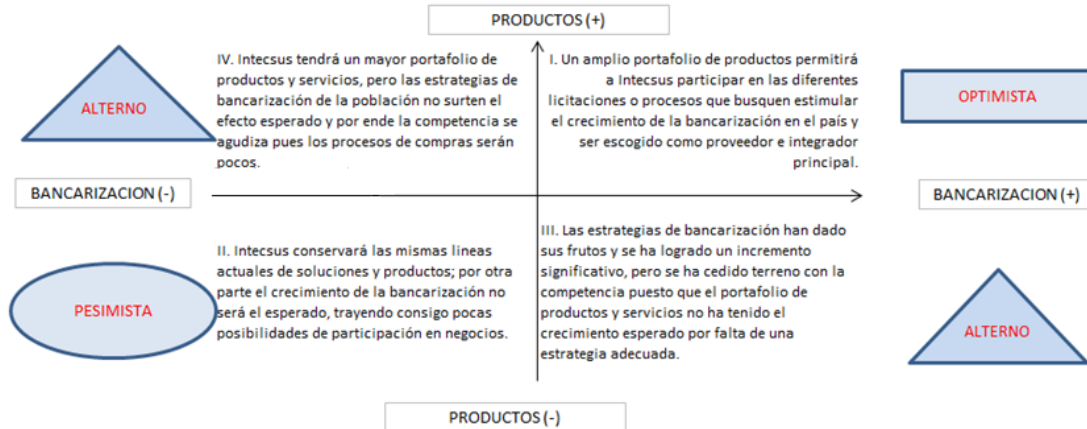 PRODUCTOS (+)
IV. Intecsus tendrá un mayor portafolio de
productos y servicios, pero las estrategias de
bancarización de la población no surten el
efecto esperado y por ende la competencia se
agudiza pues los procesos de compras serán
pocos.
ALTERNO
I. Un amplio portafolio de productos permitirá
a Intecsus participar en las diferentes
licitaciones o procesos que busquen estimular
el crecimiento de la bancarización en el país y
ser escogido como proveedor e integrador
principal.
OPTIMISTA
BANCARIZACION (-)
BANCARIZACION (+)
II. Intecsus conservará las mismas lineas
actuales de soluciones y productos; por otra
parte el crecimiento de la bancarización no
será el esperado, trayendo consigo pocas
posibilidades de participación en negocios.
PESIMISTA
III. Las estrategias de bancarización han dado
sus frutos y se ha logrado un incremento
significativo, pero se ha cedido terreno con la
competencia puesto que el portafolio de
productos y servicios no ha tenido el
crecimiento esperado por falta de una
estrategia adecuada.
ALTERNO
PRODUCTOS (-)